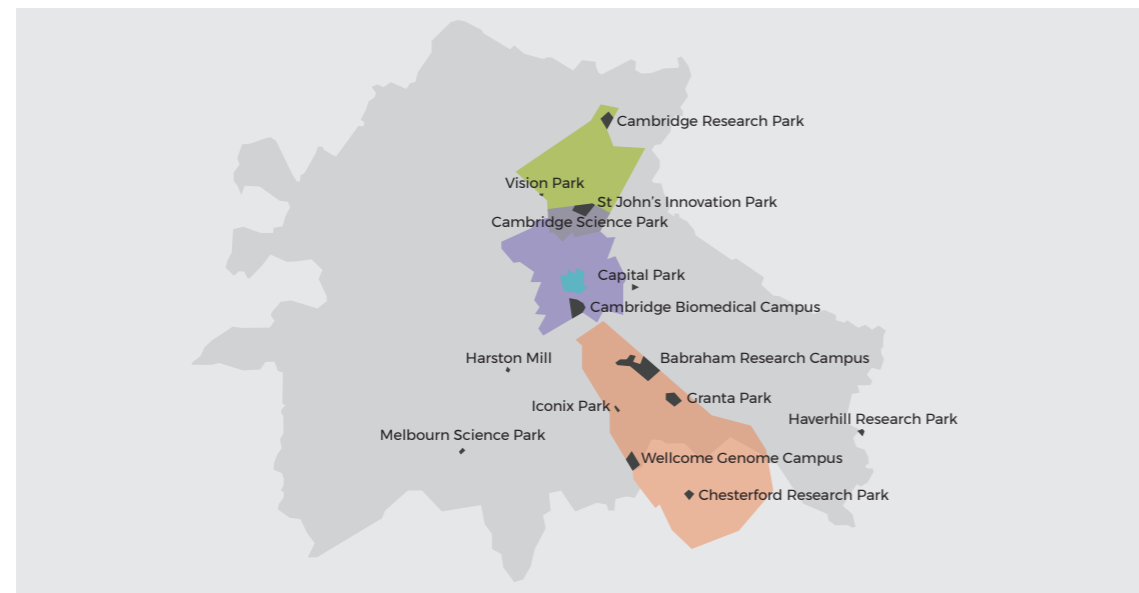 Cambridge Research Park
Vision Park
St John’s Innovation Park
Cambridge Science Park
Capital Park
Cambridge Biomedical Campus
Harston Mill
Babraham Research Campus
Iconix Park
Granta Park
Haverhill Research Park
Melbourn Science Park
Wellcome Genome Campus
Chesterford Research Park